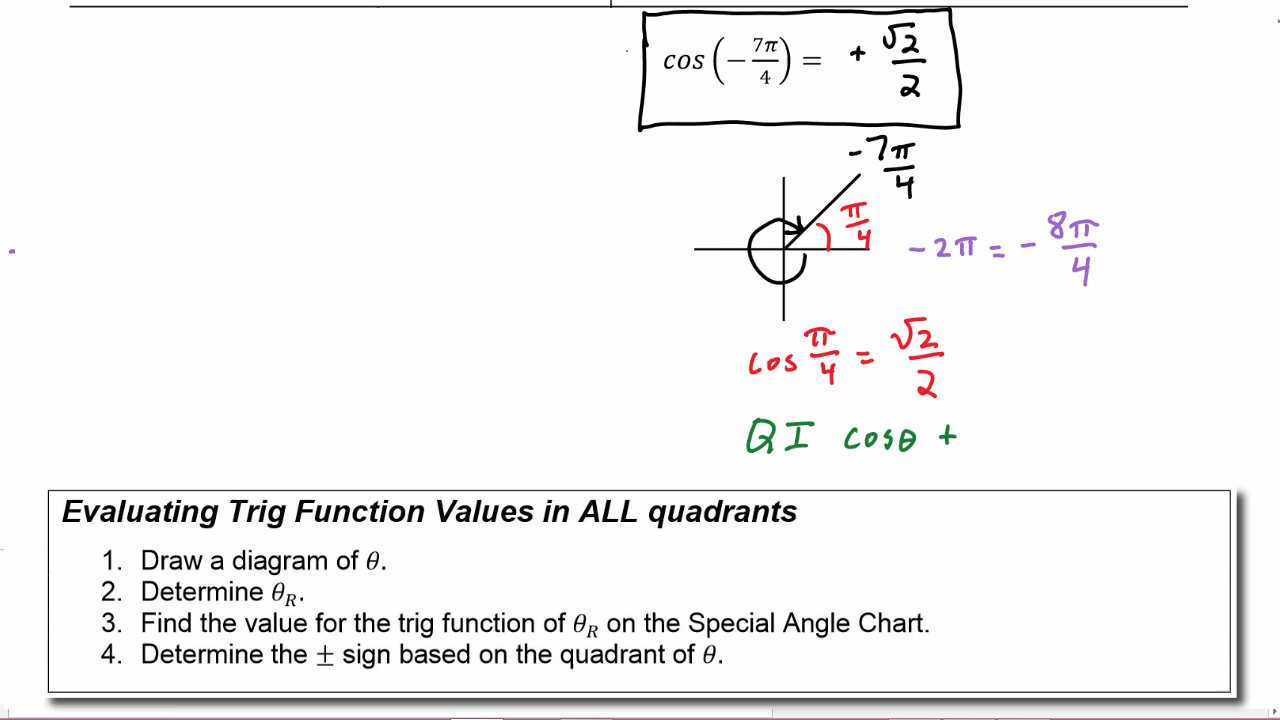 cos(−7π/4) = + √2/2
−7π/4
π/4
−2π = −8π/4
cos π/4 = √2/2
QI cosθ +
Evaluating Trig Function Values in ALL quadrants
1. Draw a diagram of θ.
2. Determine θR.
3. Find the value for the trig function of θR on the Special Angle Chart.
4. Determine the ± sign based on the quadrant of θ.